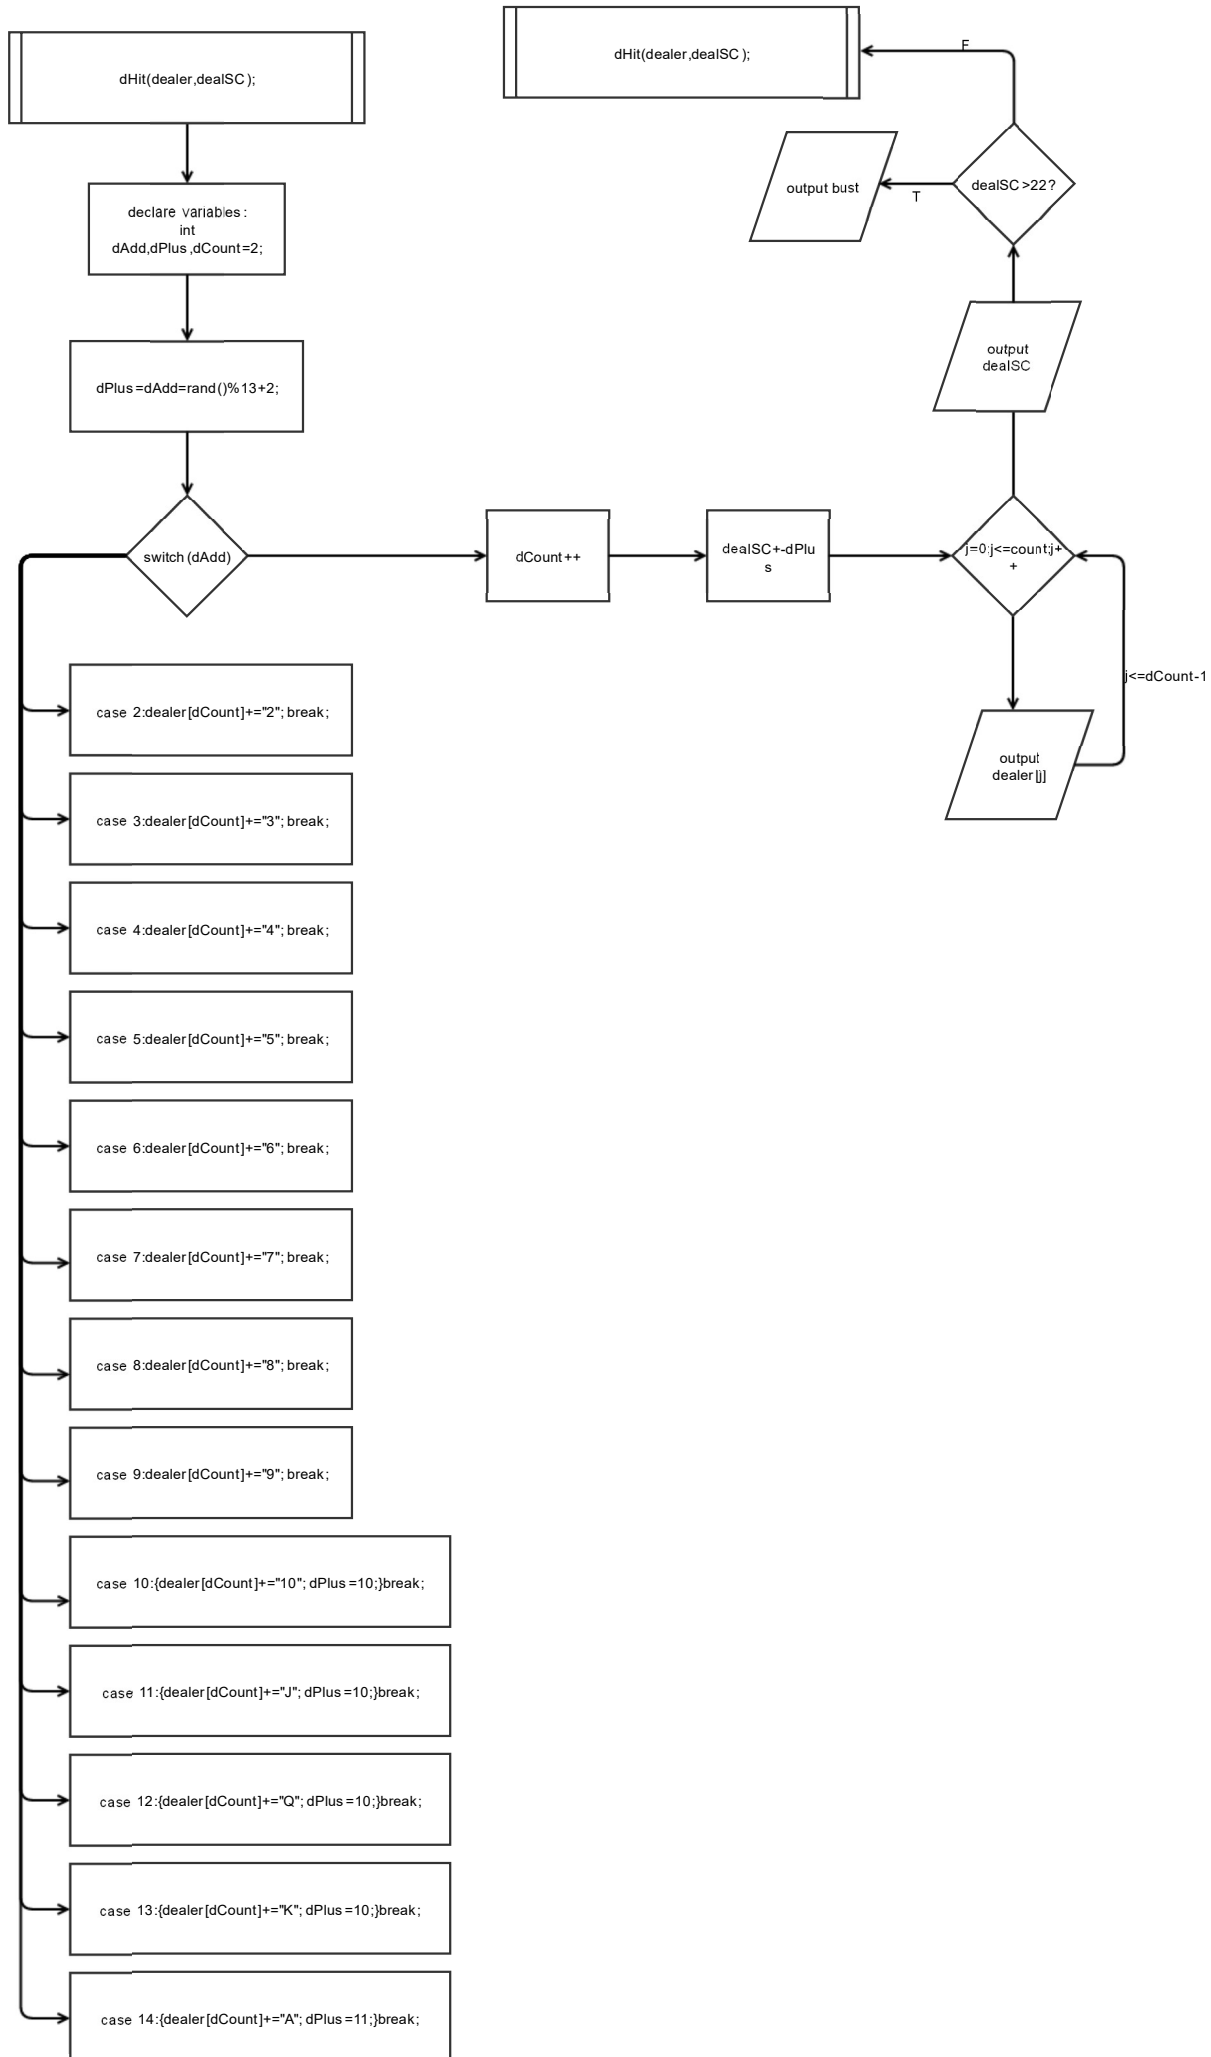 dHit(dealer,dealSC);
declare variables:
int
dAdd,dPlus,dCount=2;
dPlus=dAdd=rand()%13+2;
switch(dAdd)
case 2:dealer[dCount]+="2"; break;
case 3:dealer[dCount]+="3"; break;
case 4:dealer[dCount]+="4"; break;
case 5:dealer[dCount]+="5"; break;
case 6:dealer[dCount]+="6"; break;
case 7:dealer[dCount]+="7"; break;
case 8:dealer[dCount]+="8"; break;
case 9:dealer[dCount]+="9"; break;
case 10:{dealer[dCount]+="10"; dPlus=10;}break;
case 11:{dealer[dCount]+="J"; dPlus=10;}break;
case 12:{dealer[dCount]+="Q"; dPlus=10;}break;
case 13:{dealer[dCount]+="K"; dPlus=10;}break;
case 14:{dealer[dCount]+="A"; dPlus=11;}break;
dCount++
dealSC+-dPlu
s
j=0;j<=count;j+
+
output
dealer[j]
j<=dCount-1
output
dealSC
dealSC>22?
T
output bust
F
dHit(dealer,dealSC);